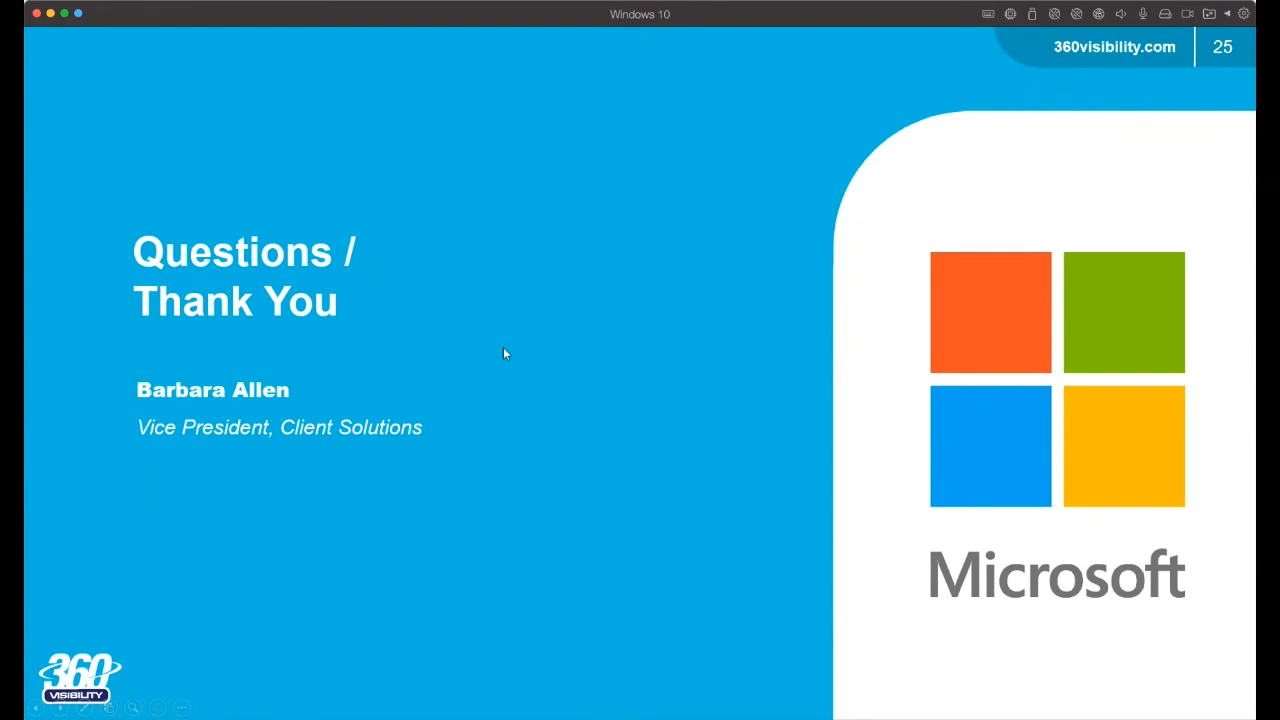 Windows 10
360visibility.com
25
Questions /
Thank You
Barbara Allen
Vice President, Client Solutions
Microsoft
360
VISIBILITY